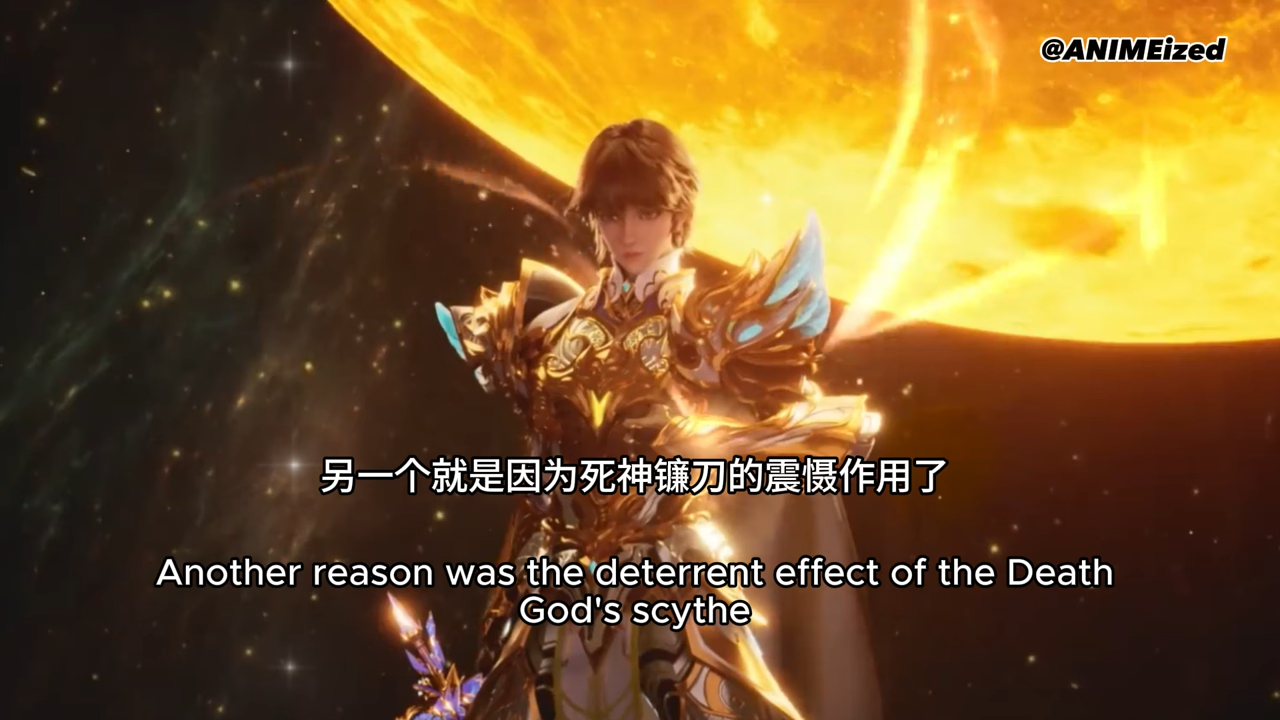 @ANIMEized
另一个就是因为死神镰刀的震慑作用了
Another reason was the deterrent effect of the Death
God's scythe